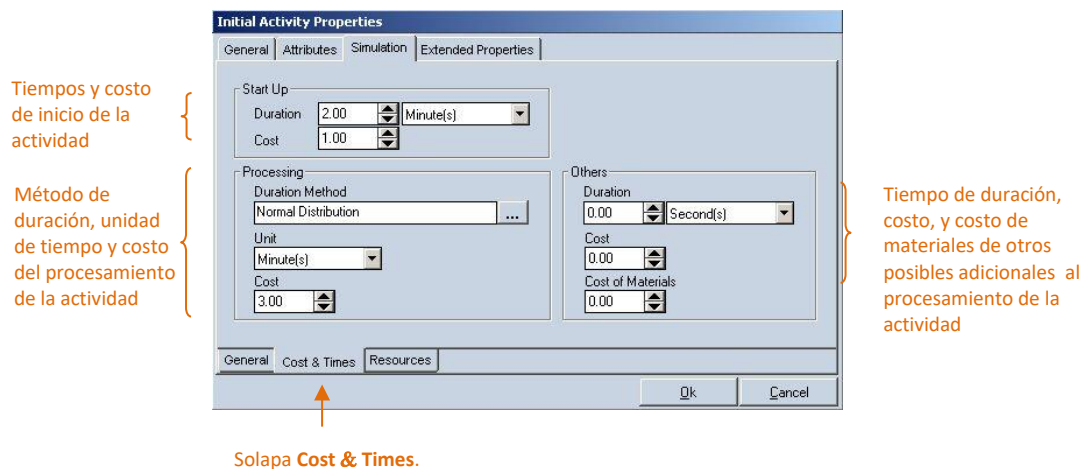 Initial Activity Properties
General Attributes Simulation Extended Properties
Tiempos y costo
de inicio de la
actividad
Start Up
Duration 2.00 Minute(s)
Cost 1.00
Método de
duración, unidad
de tiempo y costo
del procesamiento
de la actividad
Processing
Duration Method
Normal Distribution ...
Unit
Minute(s)
Cost
3.00
Others
Duration
0.00 Second(s)
Cost
0.00
Cost of Materials
0.00
Tiempo de duración,
costo, y costo de
materiales de otros
posibles adicionales al
procesamiento de la
actividad
General Cost & Times Resources
Ok Cancel
Solapa Cost & Times.